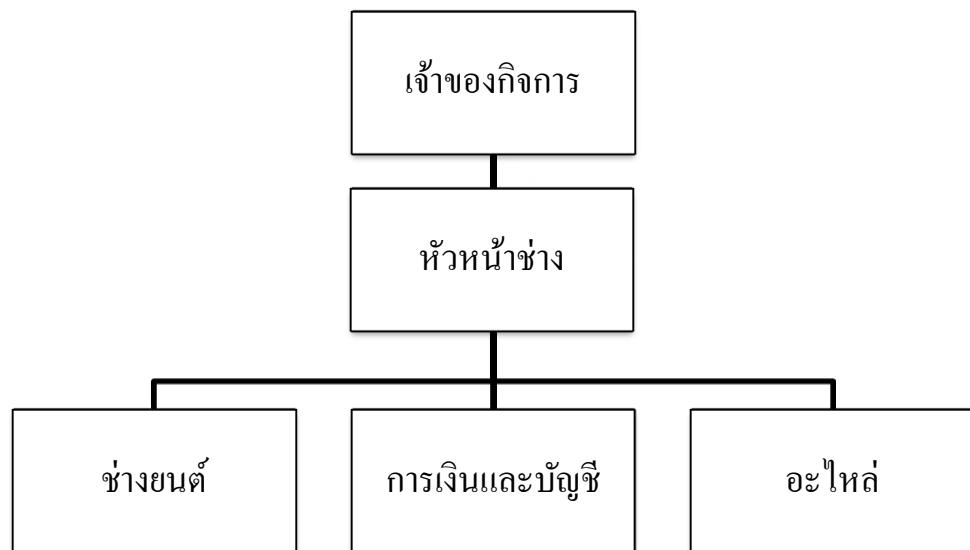 เจ้าของกิจการ
หัวหน้าช่าง
ช่างยนต์
การเงินและบัญชี
อะไหล่